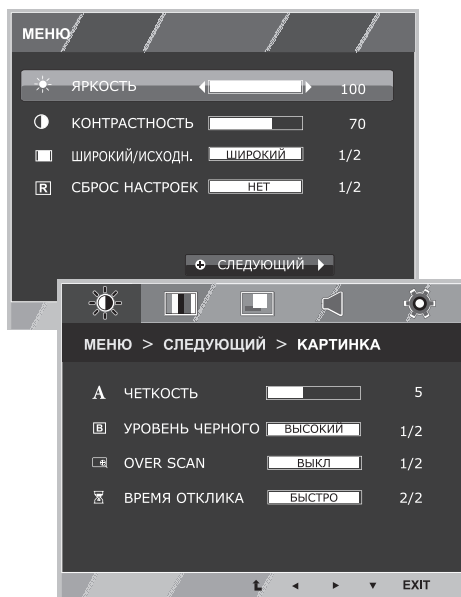 МЕНЮ
ЯРКОСТЬ 100
КОНТРАСТНОСТЬ 70
ШИРОКИЙ/ИСХОДН. ШИРОКИЙ 1/2
R СБРОС НАСТРОЕК НЕТ 1/2
СЛЕДУЮЩИЙ
МЕНЮ > СЛЕДУЮЩИЙ > КАРТИНКА
A ЧЕТКОСТЬ 5
B УРОВЕНЬ ЧЕРНОГО ВЫСОКИЙ 1/2
OVER SCAN ВЫКЛ 1/2
ВРЕМЯ ОТКЛИКА БЫСТРО 2/2
EXIT